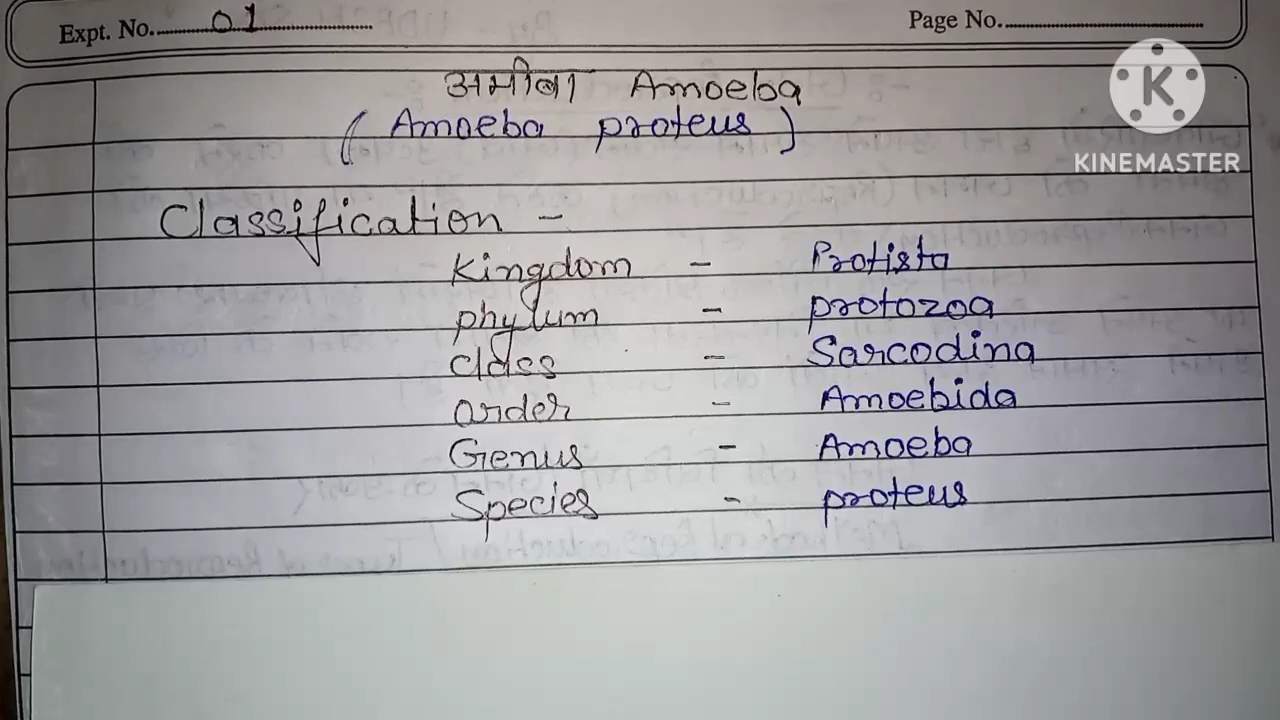 Expt. No. 01 Page No.
अमीबा Amoeba
( Amoeba proteus )
KINEMASTER
Classification -
Kingdom - Protista
phylum - protozoa
class - Sarcodina
order - Amoebida
Genus - Amoeba
Species - proteus